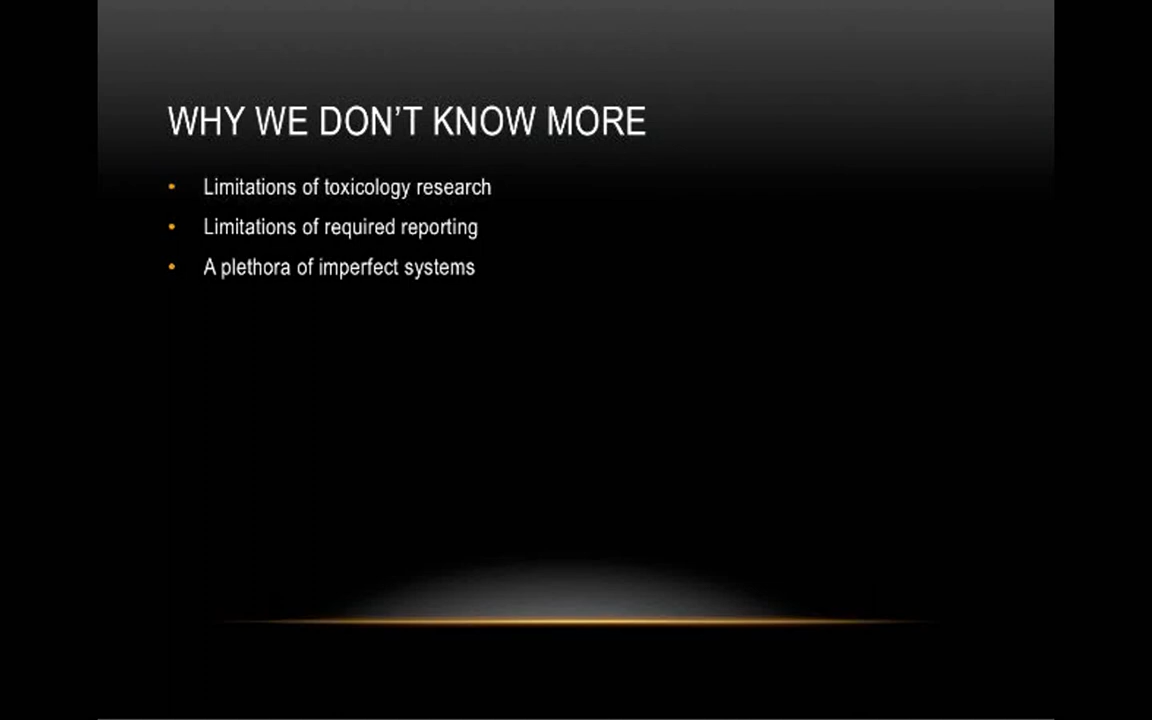 WHY WE DON’T KNOW MORE
• Limitations of toxicology research
• Limitations of required reporting
• A plethora of imperfect systems